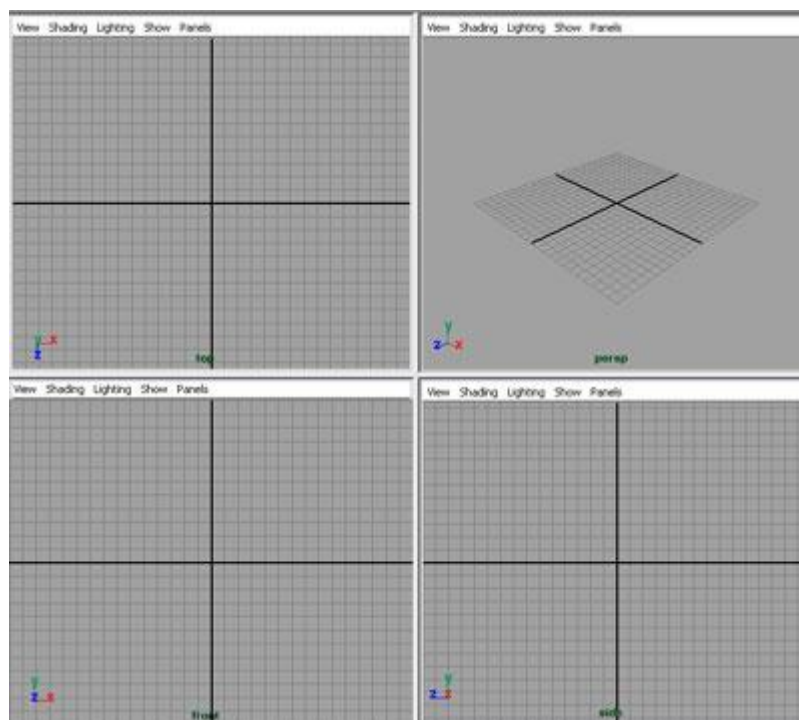 View Shading Lighting Show Panels
y x
z
top
View Shading Lighting Show Panels
y
z x
persp
View Shading Lighting Show Panels
y
z x
front
View Shading Lighting Show Panels
y
z x
side